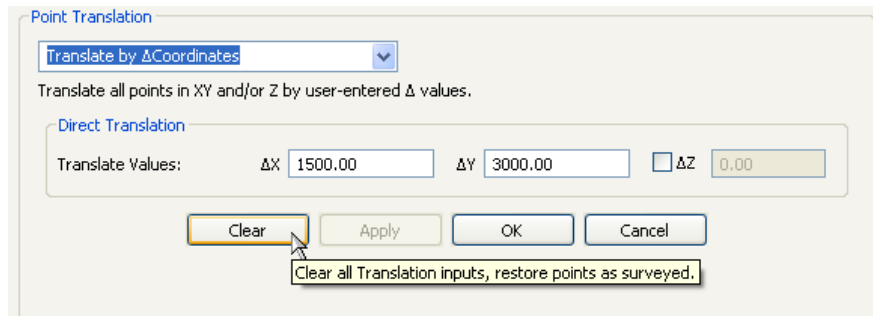 Point Translation
Translate by ΔCoordinates
Translate all points in XY and/or Z by user-entered Δ values.
Direct Translation
Translate Values: ΔX 1500.00 ΔY 3000.00 ΔZ 0.00
Clear Apply OK Cancel
Clear all Translation inputs, restore points as surveyed.